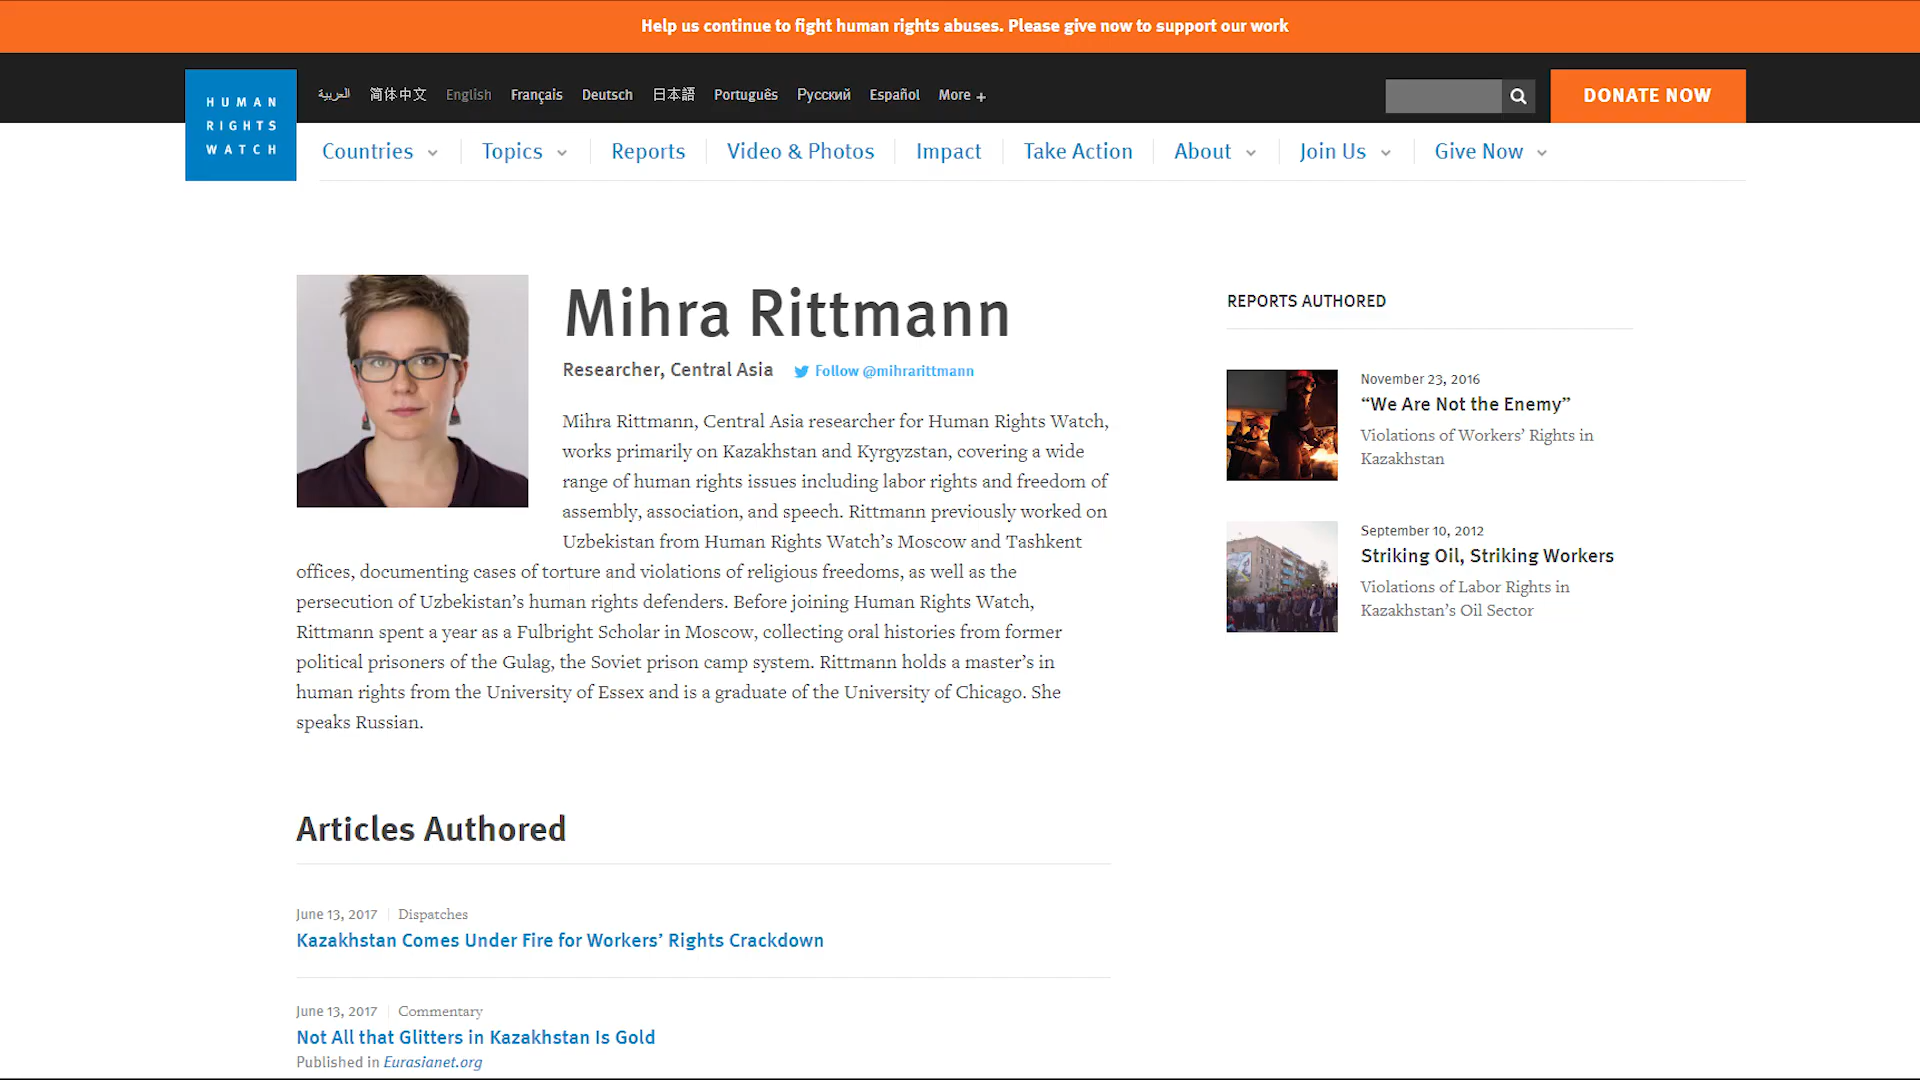 Help us continue to fight human rights abuses. Please give now to support our work
HUMAN
RIGHTS
WATCH
العربية 简体中文 English Français Deutsch 日本語 Português Русский Español More +
DONATE NOW
Countries Topics Reports Video & Photos Impact Take Action About Join Us Give Now
Mihra Rittmann
Researcher, Central Asia Follow @mihrarittmann
Mihra Rittmann, Central Asia researcher for Human Rights Watch,
works primarily on Kazakhstan and Kyrgyzstan, covering a wide
range of human rights issues including labor rights and freedom of
assembly, association, and speech. Rittmann previously worked on
Uzbekistan from Human Rights Watch’s Moscow and Tashkent
offices, documenting cases of torture and violations of religious freedoms, as well as the
persecution of Uzbekistan’s human rights defenders. Before joining Human Rights Watch,
Rittmann spent a year as a Fulbright Scholar in Moscow, collecting oral histories from former
political prisoners of the Gulag, the Soviet prison camp system. Rittmann holds a master’s in
human rights from the University of Essex and is a graduate of the University of Chicago. She
speaks Russian.
REPORTS AUTHORED
November 23, 2016
“We Are Not the Enemy”
Violations of Workers’ Rights in
Kazakhstan
September 10, 2012
Striking Oil, Striking Workers
Violations of Labor Rights in
Kazakhstan’s Oil Sector
Articles Authored
June 13, 2017 Dispatches
Kazakhstan Comes Under Fire for Workers’ Rights Crackdown
June 13, 2017 Commentary
Not All that Glitters in Kazakhstan Is Gold
Published in Eurasianet.org